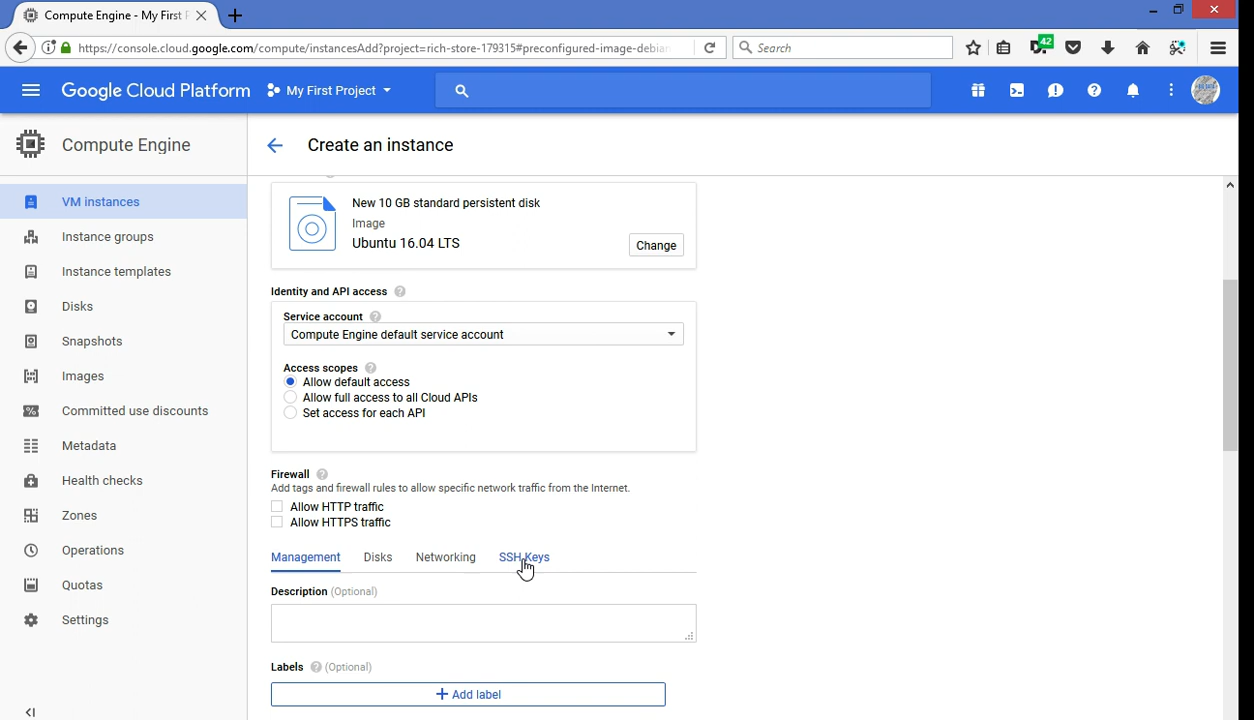 Compute Engine - My First P
https://console.cloud.google.com/compute/instancesAdd?project=rich-store-179315#preconfigured-image-debian
Search
42
Google Cloud Platform
My First Project
Compute Engine
Create an instance
VM instances
Instance groups
Instance templates
Disks
Snapshots
Images
Committed use discounts
Metadata
Health checks
Zones
Operations
Quotas
Settings
New 10 GB standard persistent disk
Image
Ubuntu 16.04 LTS
Change
Identity and API access
Service account
Compute Engine default service account
Access scopes
Allow default access
Allow full access to all Cloud APIs
Set access for each API
Firewall
Add tags and firewall rules to allow specific network traffic from the Internet.
Allow HTTP traffic
Allow HTTPS traffic
Management Disks Networking SSH Keys
Description (Optional)
Labels (Optional)
+ Add label